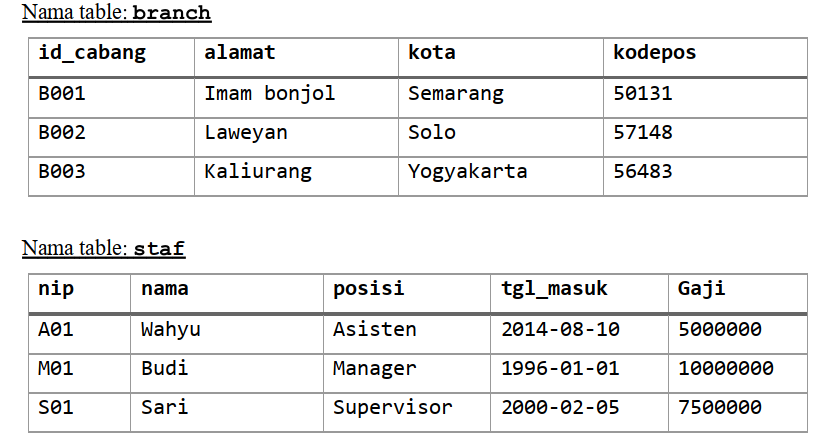 Nama table: branch
id_cabang alamat kota kodepos
B001 Imam bonjol Semarang 50131
B002 Laweyan Solo 57148
B003 Kaliurang Yogyakarta 56483
Nama table: staf
nip nama posisi tgl_masuk Gaji
A01 Wahyu Asisten 2014-08-10 5000000
M01 Budi Manager 1996-01-01 10000000
S01 Sari Supervisor 2000-02-05 7500000